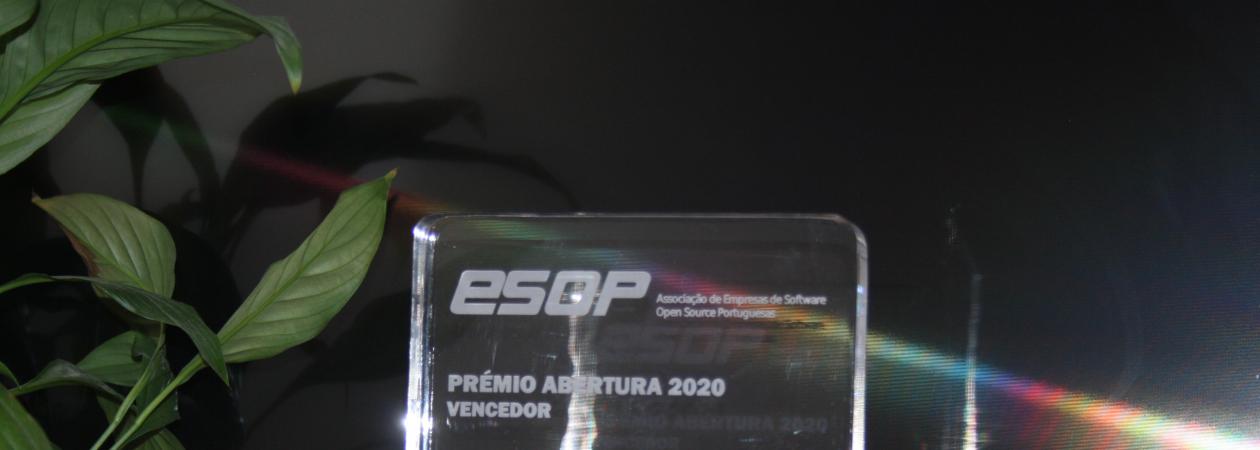 esop
Associação de Empresas de Software
Open Source Portuguesas
PRÉMIO ABERTURA 2020
VENCEDOR